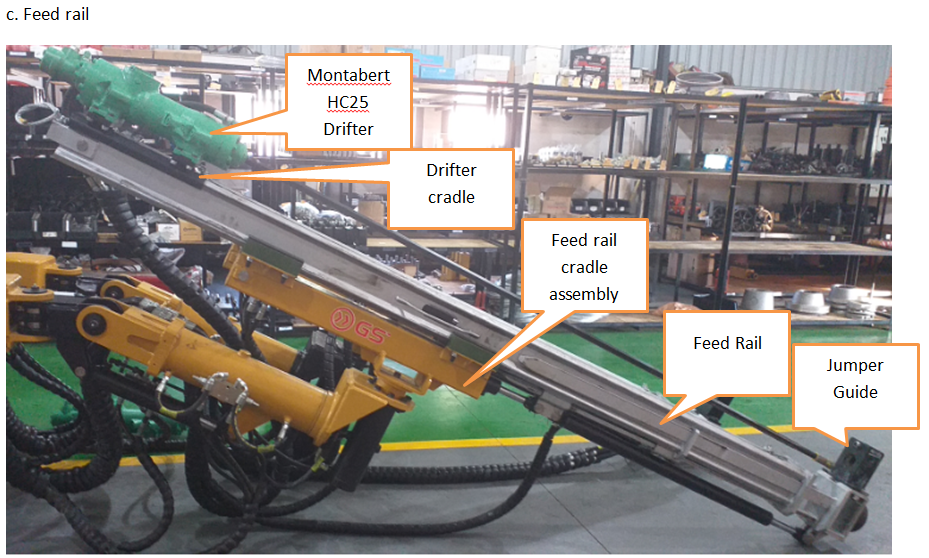 c. Feed rail
Montabert
HC25
Drifter
Drifter
cradle
Feed rail
cradle
assembly
Feed Rail
Jumper
Guide
GS